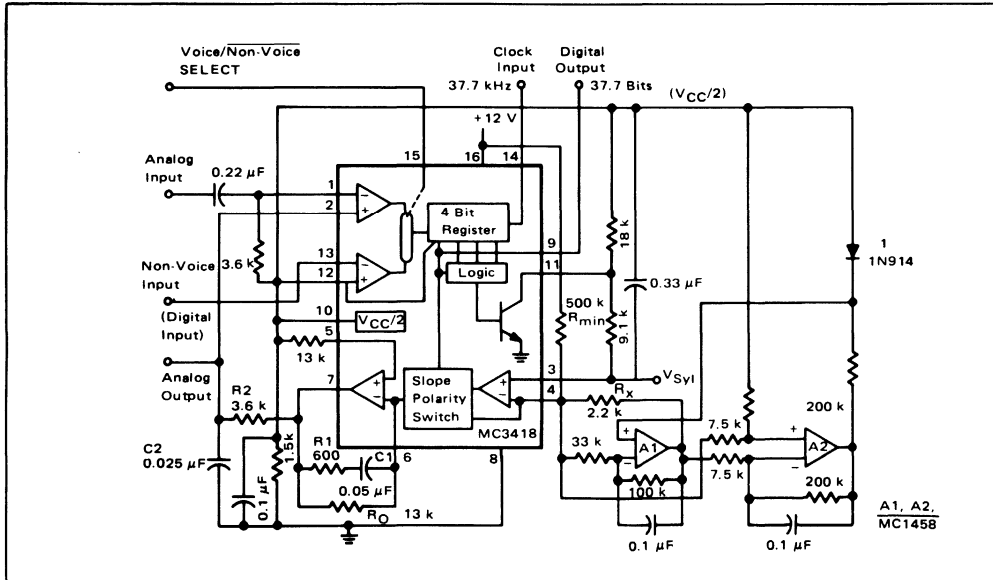 Voice/Non-Voice
SELECT
Clock
Input
37.7 kHz
Digital
Output
37.7 Bits
(VCC/2)
+12 V
15
16
14
Analog
Input
0.22 µF
1
2
3.6 k
13
12
4 Bit
Register
Logic
9
11
18 k
0.33 µF
1
1N914
Non-Voice
Input
(Digital
Input)
10
VCC/2
5
13 k
500 k
Rmin
9.1 k
Analog
Output
7
Slope
Polarity
Switch
3
4
VSyl
RX
2.2 k
R2
3.6 k
MC3418
200 k
7.5 k
7.5 k
A1
A2
33 k
100 k
200 k
C2
0.025 µF
0.1 µF
1.5k
R1
600
C1
6
0.05 µF
8
RO
13 k
0.1 µF
0.1 µF
A1, A2,
MC1458
+
−